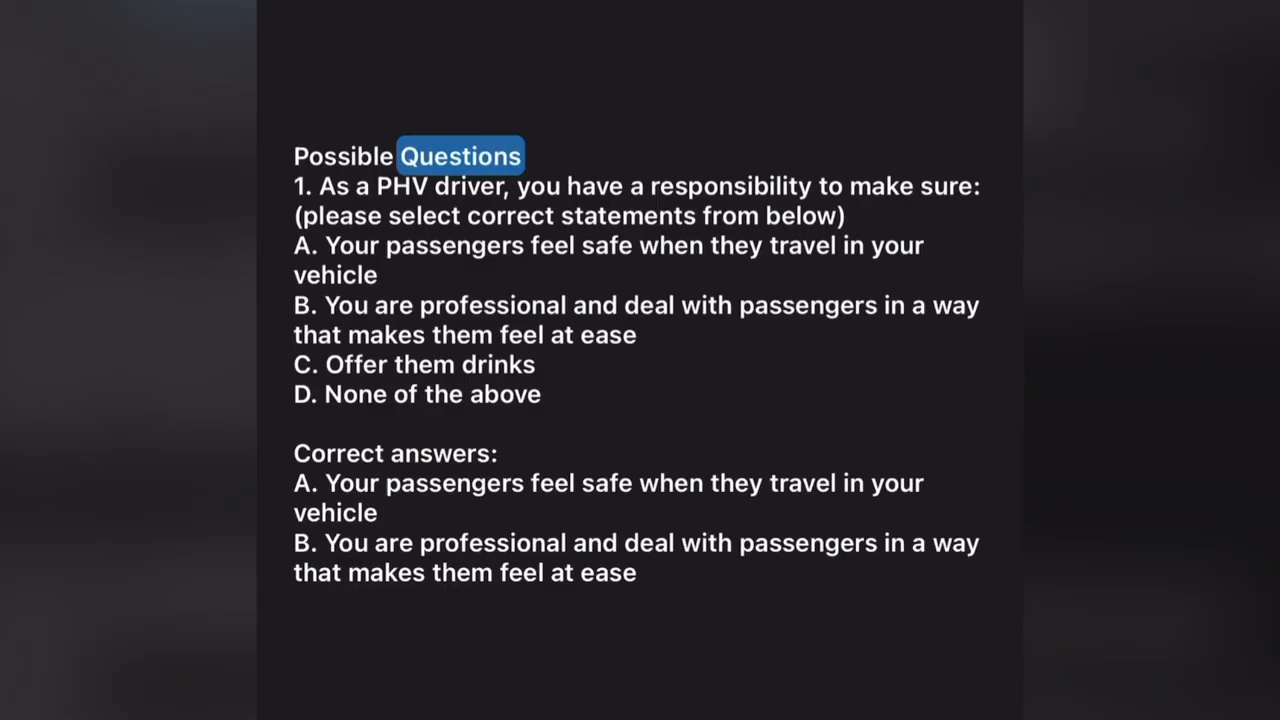 Possible Questions
1. As a PHV driver, you have a responsibility to make sure:
(please select correct statements from below)
A. Your passengers feel safe when they travel in your
vehicle
B. You are professional and deal with passengers in a way
that makes them feel at ease
C. Offer them drinks
D. None of the above
Correct answers:
A. Your passengers feel safe when they travel in your
vehicle
B. You are professional and deal with passengers in a way
that makes them feel at ease